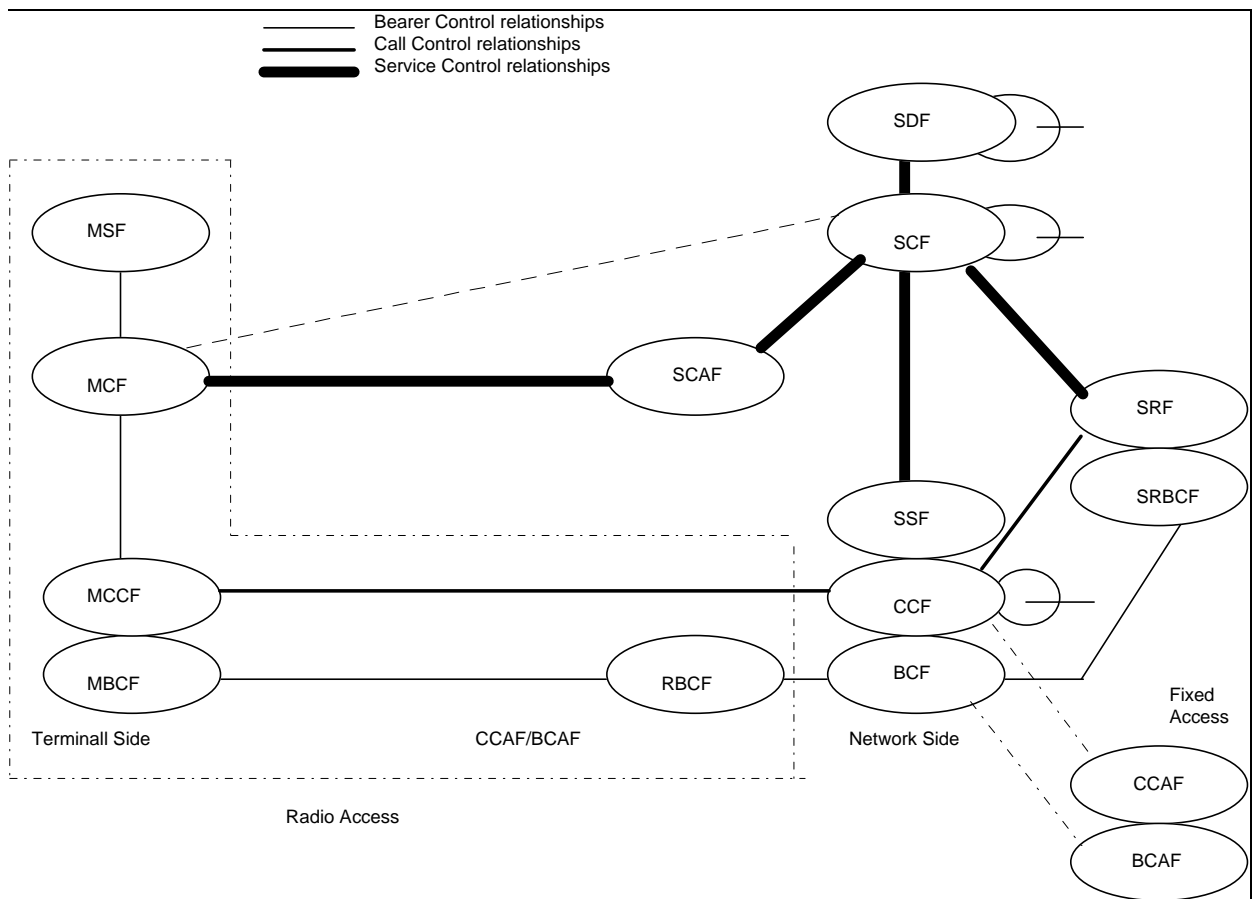 Bearer Control relationships
Call Control relationships
Service Control relationships
SDF
MSF
SCF
MCF
SCAF
SRF
SRBCF
SSF
MCCF
CCF
MBCF
RBCF
BCF
Fixed
Access
Terminall Side
CCAF/BCAF
Network Side
CCAF
Radio Access
BCAF